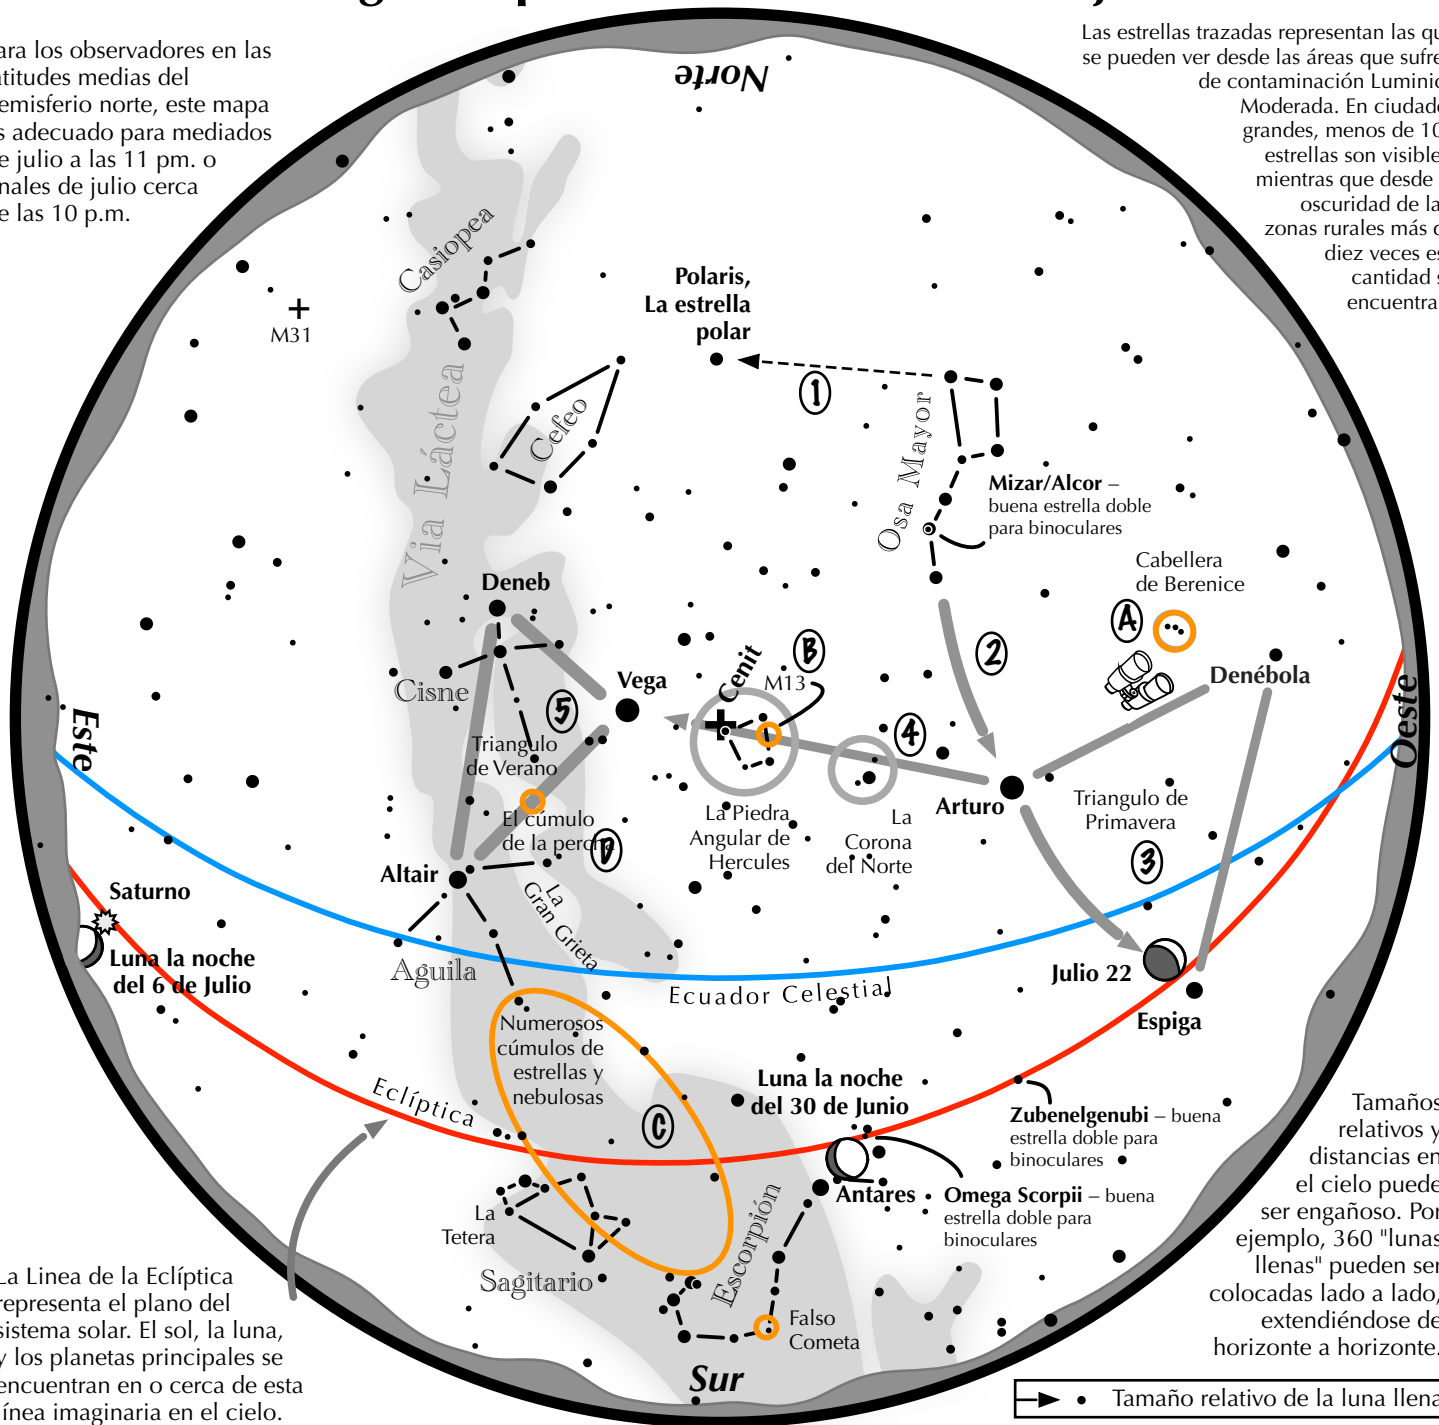 ara los observadores en las
atitudes medias del
emisferio norte, este mapa
s adecuado para mediados
e julio a las 11 pm. o
nales de julio cerca
e las 10 p.m.
Las estrellas trazadas representan las qu
se pueden ver desde las áreas que sufre
de contaminación Luminic
Moderada. En ciudade
grandes, menos de 10
estrellas son visible
mientras que desde
oscuridad de la
zonas rurales más d
diez veces es
cantidad s
encuentra
Norte
Casiopea
M31
Polaris,
La estrella
polar
1
Vía Láctea
Cefeo
Osa Mayor
Mizar/Alcor –
buena estrella doble
para binoculares
Cabellera
de Berenice
A
Deneb
Cisne
Vega
5
Cenit
B
M13
2
Denébola
Este
Oeste
Triangulo
de Verano
4
El cúmulo
de la percha
D
La Piedra
Angular de
Hercules
La
Corona
del Norte
Arturo
Triangulo de
Primavera
3
Altair
Saturno
Luna la noche
del 6 de Julio
La
Gran Grieta
Aguila
Ecuador Celestial
Julio 22
Espiga
Numerosos
cúmulos de
estrellas y
nebulosas
C
Eclíptica
Luna la noche
del 30 de Junio
Zubenelgenubi – buena
estrella doble para
binoculares
Antares
Omega Scorpii – buena
estrella doble para
binoculares
La
Tetera
Sagitario
Escorpión
Falso
Cometa
Sur
La Linea de la Eclíptica
representa el plano del
sistema solar. El sol, la luna,
y los planetas principales se
encuentran en o cerca de esta
línea imaginaria en el cielo.
Tamaños
relativos y
distancias en
el cielo puede
ser engañoso. Por
ejemplo, 360 "lunas
llenas" pueden ser
colocadas lado a lado,
extendiéndose de
horizonte a horizonte.
Tamaño relativo de la luna llena